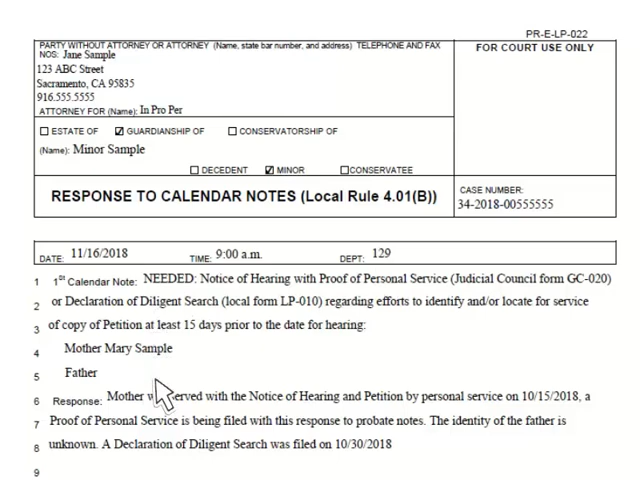 PR-E-LP-022
PARTY WITHOUT ATTORNEY OR ATTORNEY (Name, state bar number, and address) TELEPHONE AND FAX
NOS: Jane Sample
123 ABC Street
Sacramento, CA 95835
916.555.5555
ATTORNEY FOR (Name): In Pro Per
FOR COURT USE ONLY
ESTATE OF GUARDIANSHIP OF CONSERVATORSHIP OF
(Name): Minor Sample
DECEDENT MINOR CONSERVATEE
RESPONSE TO CALENDAR NOTES (Local Rule 4.01(B))
CASE NUMBER:
34-2018-00555555
DATE: 11/16/2018 TIME: 9:00 a.m. DEPT: 129
1 1st Calendar Note: NEEDED: Notice of Hearing with Proof of Personal Service (Judicial Council form GC-020)
2 or Declaration of Diligent Search (local form LP-010) regarding efforts to identify and/or locate for service
3 of copy of Petition at least 15 days prior to the date for hearing:
4 Mother Mary Sample
5 Father
6 Response: Mother served with the Notice of Hearing and Petition by personal service on 10/15/2018, a
7 Proof of Personal Service is being filed with this response to probate notes. The identity of the father is
8 unknown. A Declaration of Diligent Search was filed on 10/30/2018
9